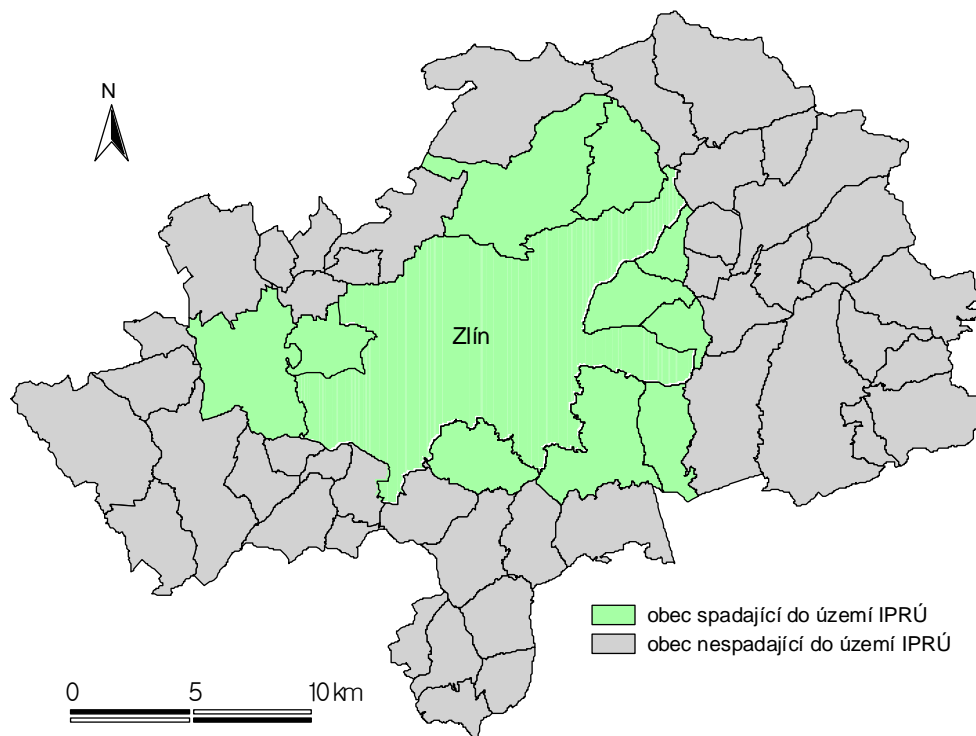 N
Zlín
obec spadající do území IPRÚ
obec nespadající do území IPRÚ
0 5 10 km